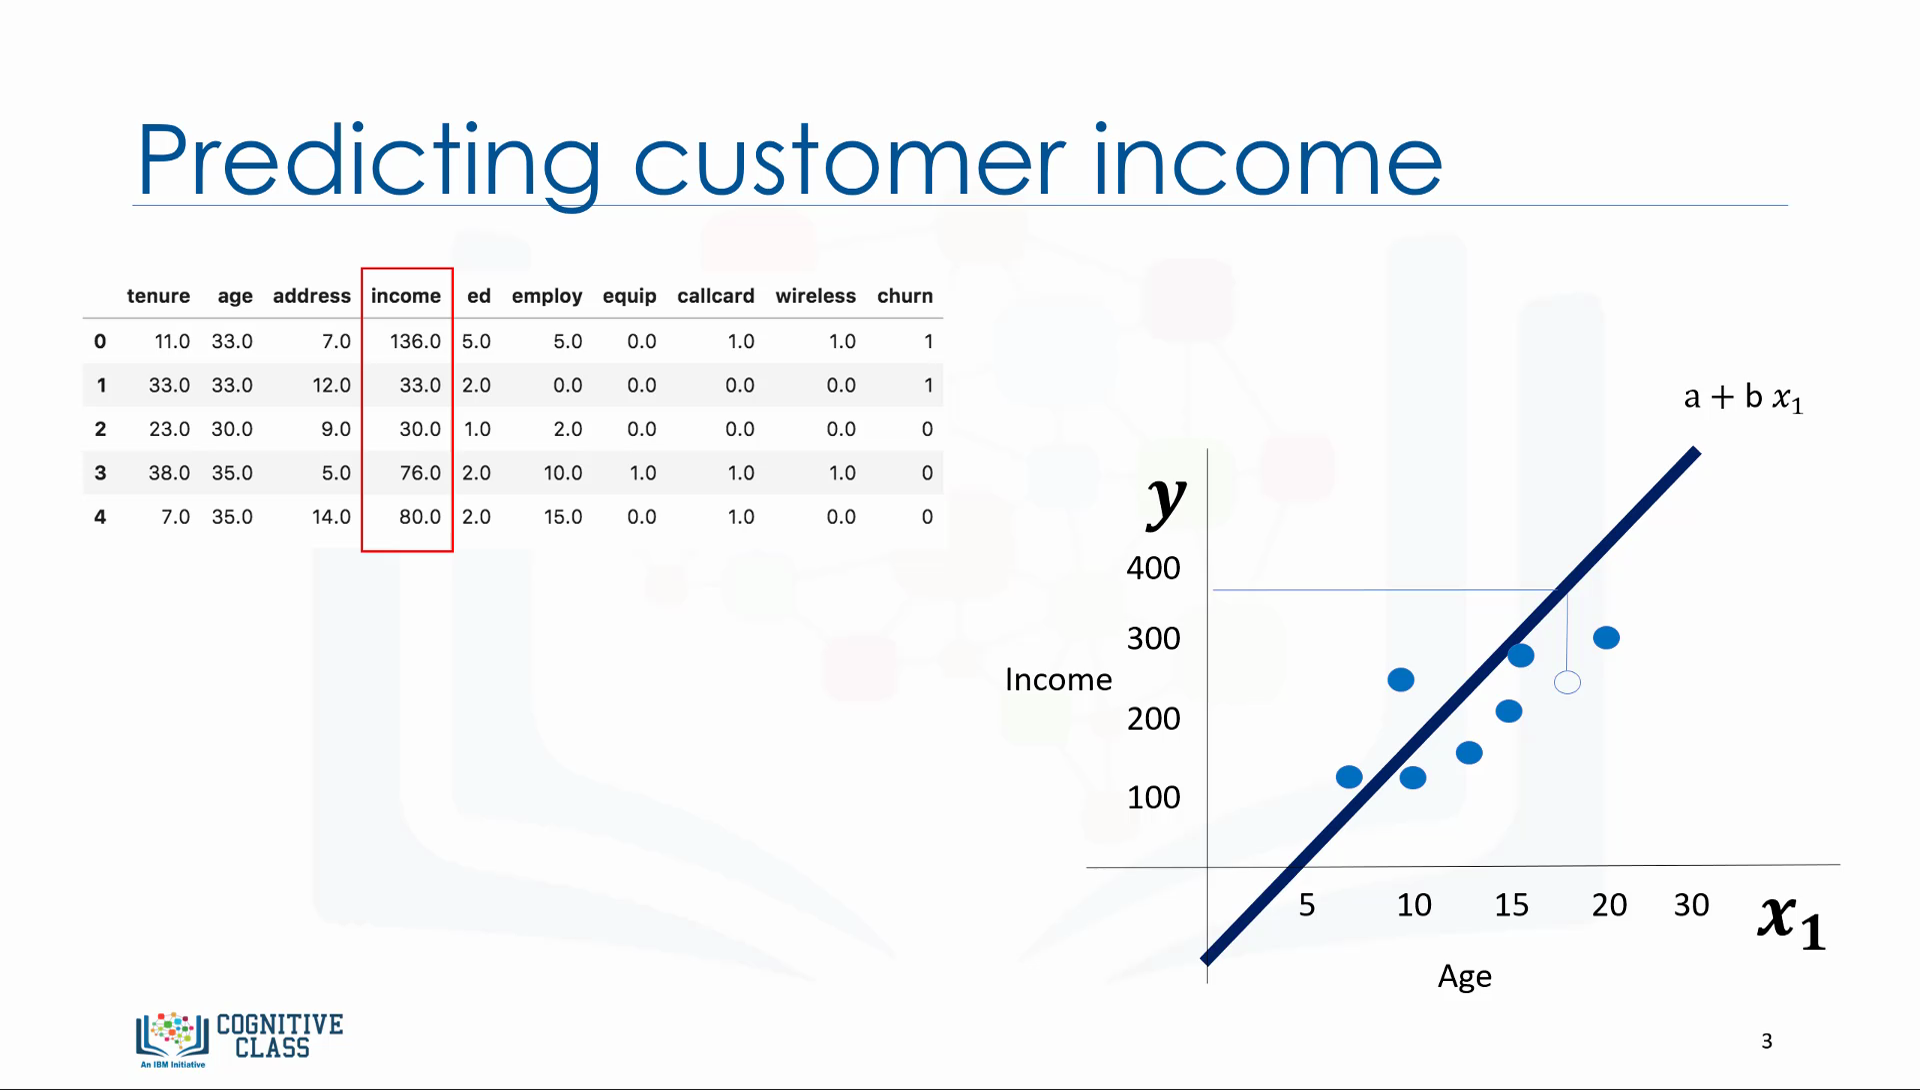 Predicting customer income
tenure age address income ed employ equip callcard wireless churn
0 11.0 33.0 7.0 136.0 5.0 5.0 0.0 1.0 1.0 1
1 33.0 33.0 12.0 33.0 2.0 0.0 0.0 0.0 0.0 1
2 23.0 30.0 9.0 30.0 1.0 2.0 0.0 0.0 0.0 0
3 38.0 35.0 5.0 76.0 2.0 10.0 1.0 1.0 1.0 0
4 7.0 35.0 14.0 80.0 2.0 15.0 0.0 1.0 0.0 0
a + b x₁
y
400
300
Income
200
100
5 10 15 20 30 x₁
Age
COGNITIVE
CLASS
An IBM Initiative
3